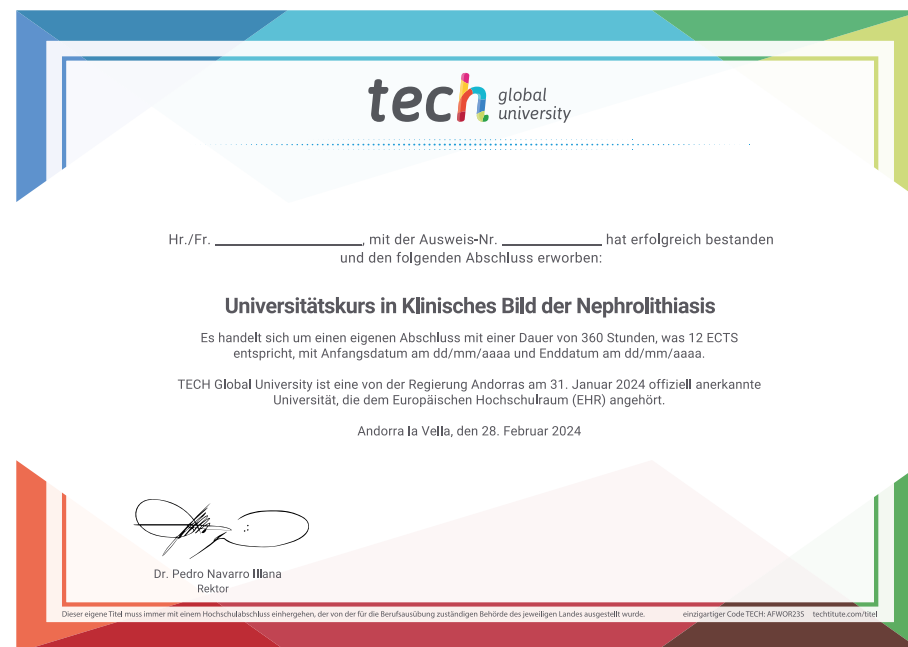 tech global university
Hr./Fr. ____________, mit der Ausweis-Nr. ____________ hat erfolgreich bestanden
und den folgenden Abschluss erworben:
Universitätskurs in Klinisches Bild der Nephrolithiasis
Es handelt sich um einen eigenen Abschluss mit einer Dauer von 360 Stunden, was 12 ECTS
entspricht, mit Anfangsdatum am dd/mm/aaaa und Enddatum am dd/mm/aaaa.
TECH Global University ist eine von der Regierung Andorras am 31. Januar 2024 offiziell anerkannte
Universität, die dem Europäischen Hochschulraum (EHR) angehört.
Andorra la Vella, den 28. Februar 2024
Dr. Pedro Navarro Illana
Rektor
Dieser eigene Titel muss immer mit einem Hochschulabschluss einhergehen, der von der für die Berufsausübung zuständigen Behörde des jeweiligen Landes ausgestellt wurde. einzigartiger Code TECH: AFWOR23S techtitute.com/titel